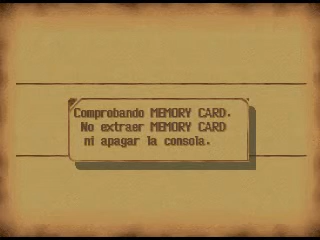 Comprobando MEMORY CARD.
No extraer MEMORY CARD
ni apagar la consola.